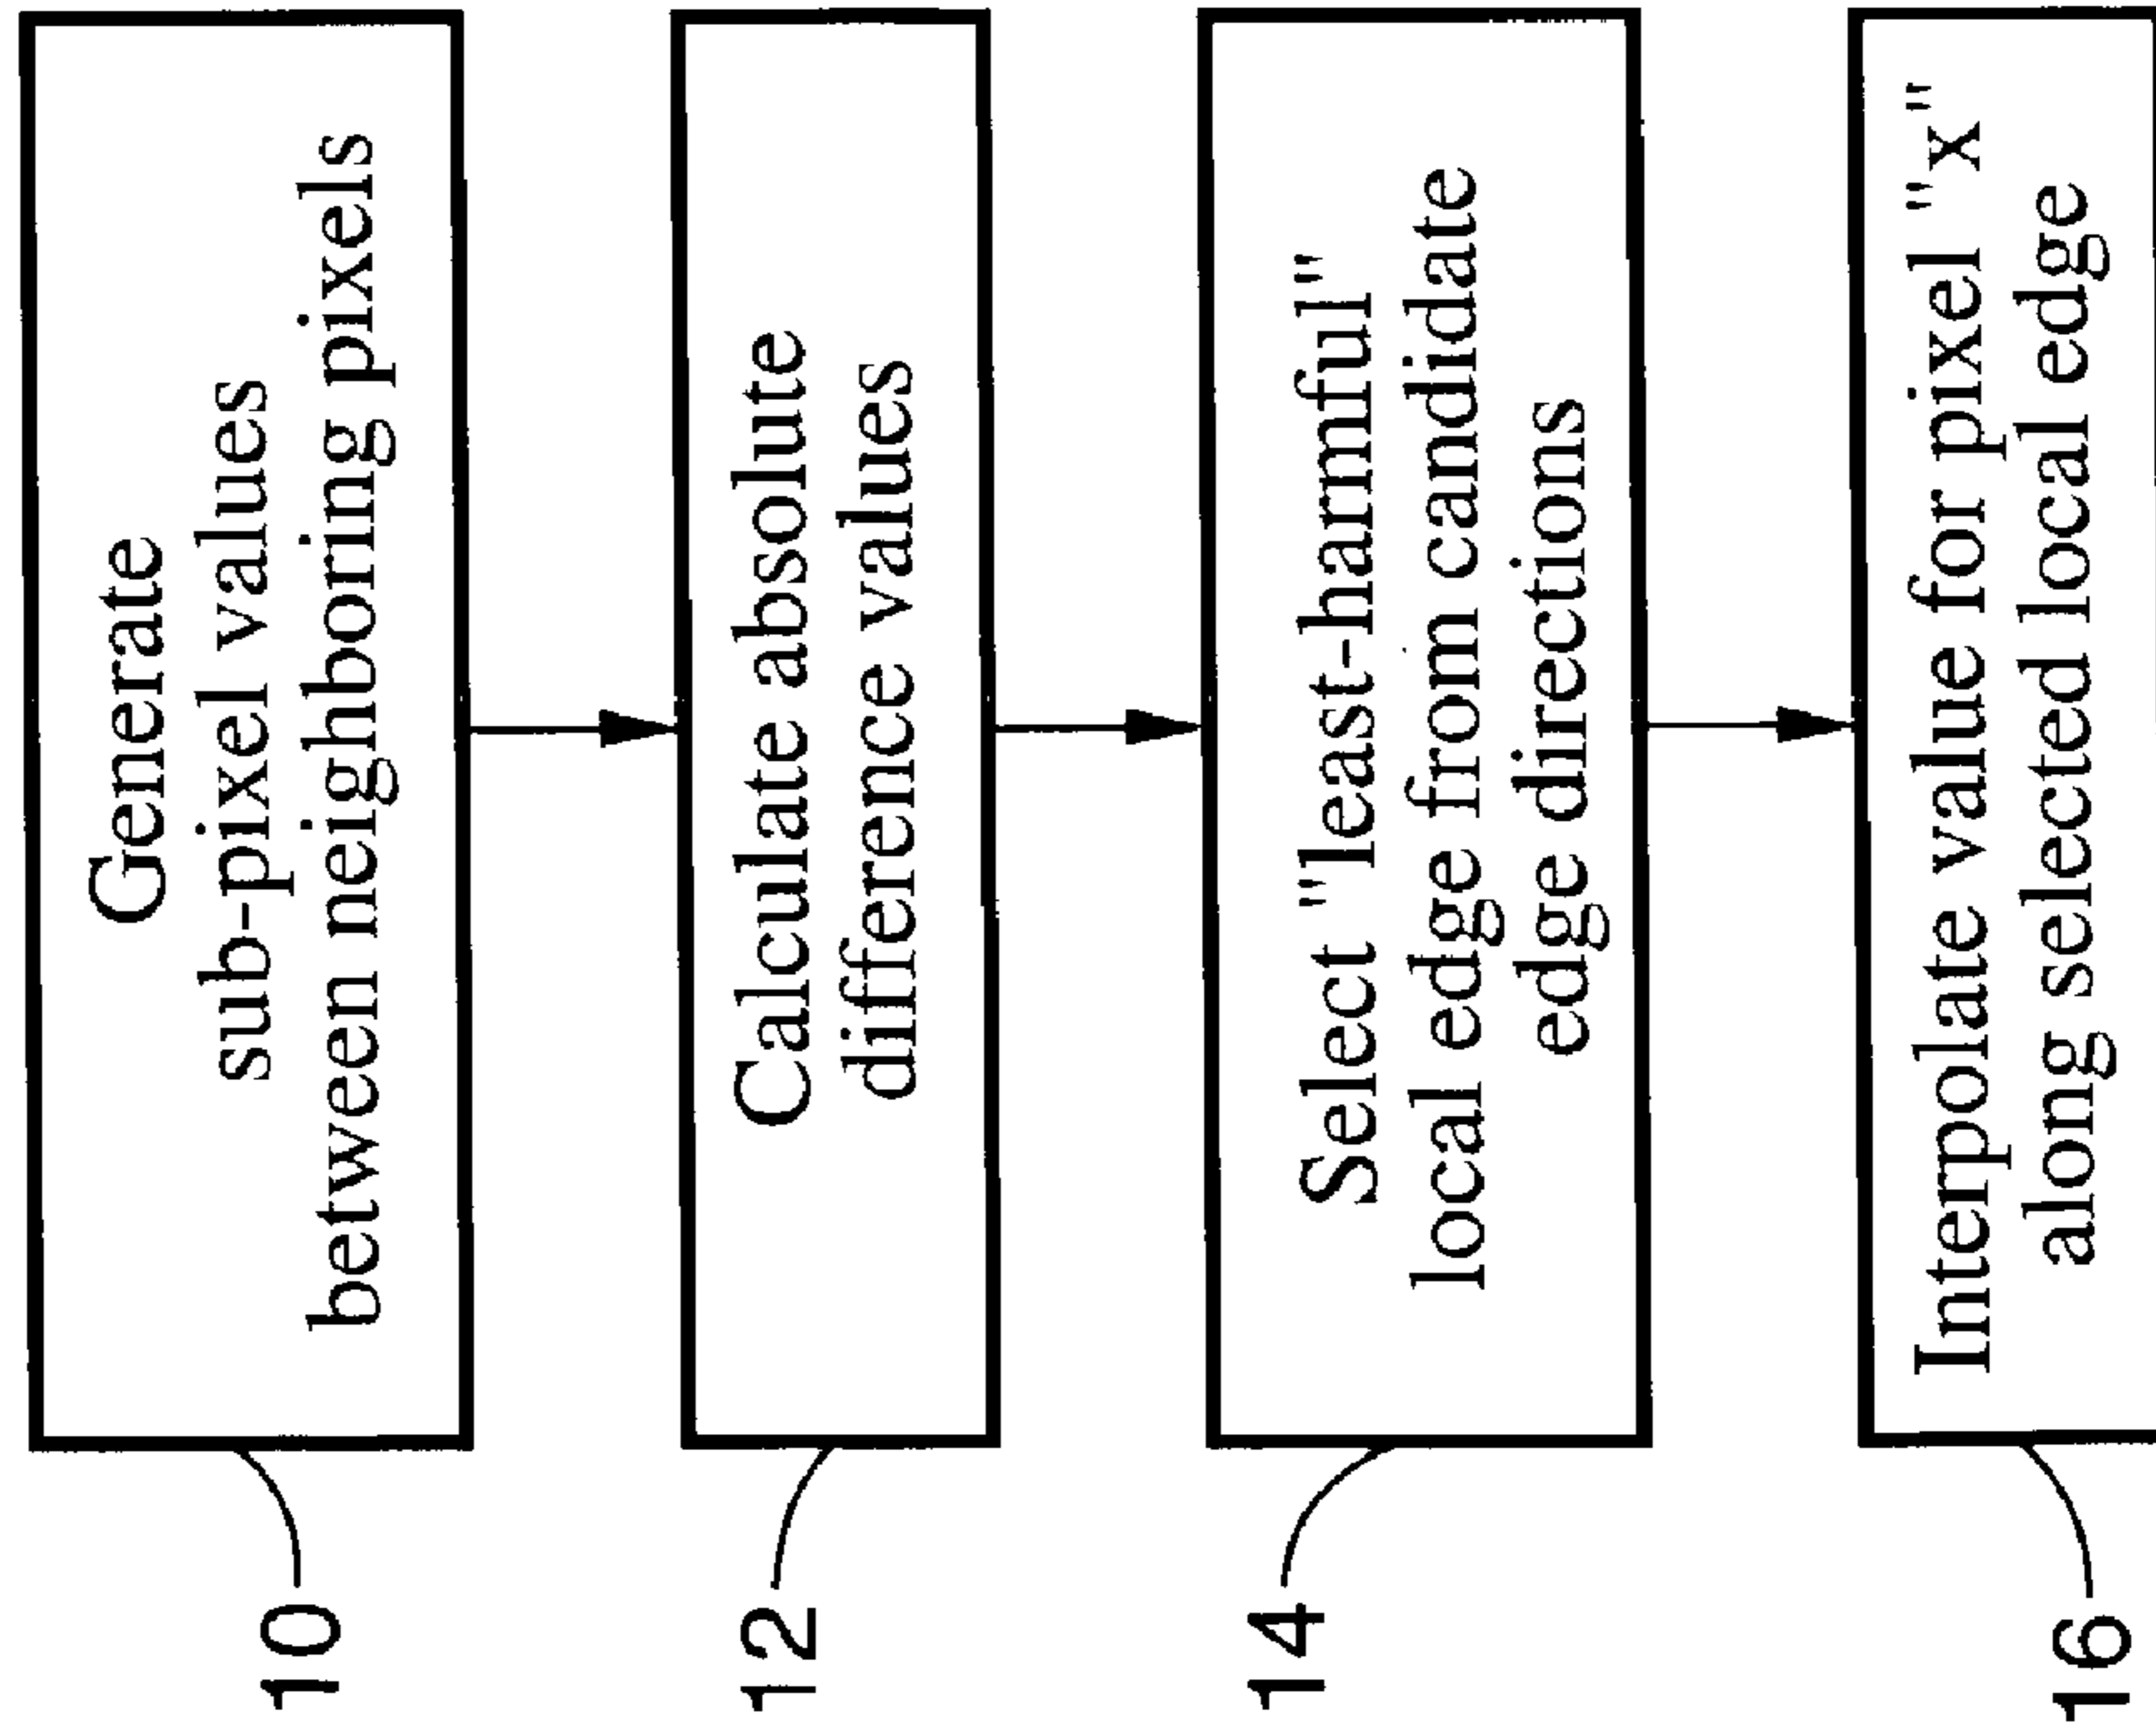 10
Generate
sub-pixel values
between neighboring pixels
12
Calculate absolute
difference values
14
Select "least-harmful"
local edge from candidate
edge directions
16
Interpolate value for pixel "x"
along selected local edge